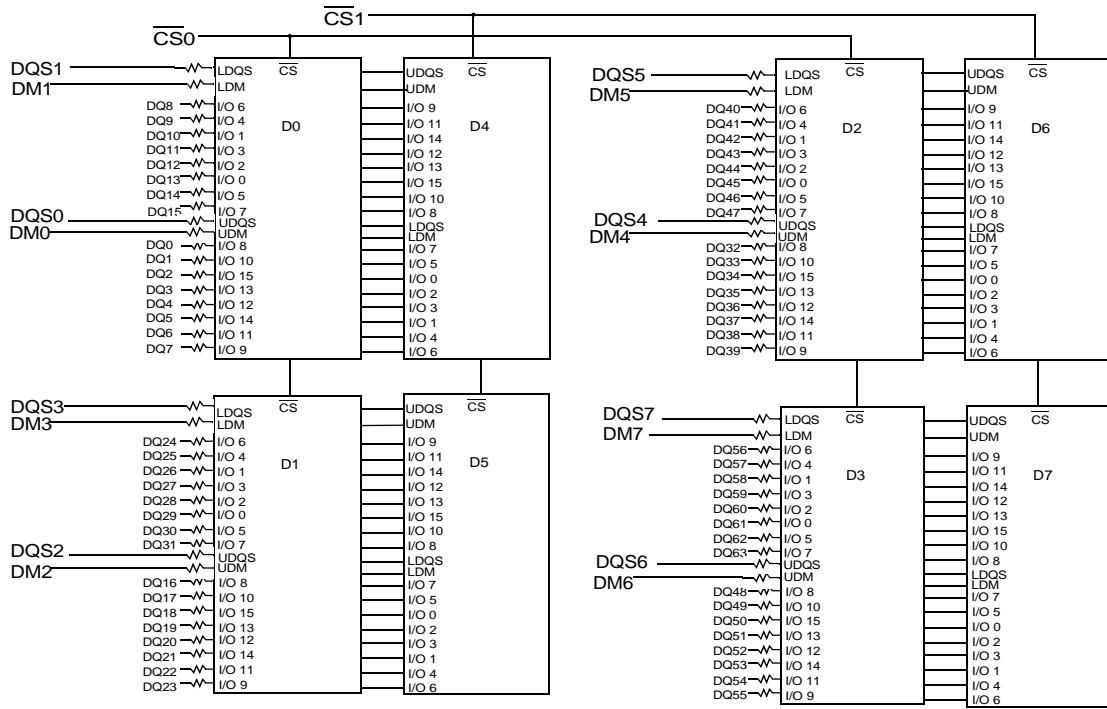 CS1
CS0
DQS1 LDQS CS UDQS CS
DM1 LDM UDM
DQ8 I/O 6 I/O 9
DQ9 I/O 4 D0 I/O 11 D4
DQ10 I/O 1 I/O 14
DQ11 I/O 3 I/O 12
DQ12 I/O 2 I/O 13
DQ13 I/O 0 I/O 15
DQ14 I/O 5 I/O 10
DQ15 I/O 7 I/O 8
DQS0 UDQS LDQS
DM0 UDM LDM
DQ0 I/O 8 I/O 7
DQ1 I/O 10 I/O 5
DQ2 I/O 15 I/O 0
DQ3 I/O 13 I/O 2
DQ4 I/O 12 I/O 3
DQ5 I/O 14 I/O 1
DQ6 I/O 11 I/O 4
DQ7 I/O 9 I/O 6
DQS3 LDQS CS UDQS CS
DM3 LDM UDM
DQ24 I/O 6 I/O 9
DQ25 I/O 4 D1 I/O 11 D5
DQ26 I/O 1 I/O 14
DQ27 I/O 3 I/O 12
DQ28 I/O 2 I/O 13
DQ29 I/O 0 I/O 15
DQ30 I/O 5 I/O 10
DQ31 I/O 7 I/O 8
DQS2 UDQS LDQS
DM2 UDM LDM
DQ16 I/O 8 I/O 7
DQ17 I/O 10 I/O 5
DQ18 I/O 15 I/O 0
DQ19 I/O 13 I/O 2
DQ20 I/O 12 I/O 3
DQ21 I/O 14 I/O 1
DQ22 I/O 11 I/O 4
DQ23 I/O 9 I/O 6
DQS5 LDQS CS UDQS CS
DM5 LDM UDM
DQ40 I/O 6 I/O 9
DQ41 I/O 4 D2 I/O 11 D6
DQ42 I/O 1 I/O 14
DQ43 I/O 3 I/O 12
DQ44 I/O 2 I/O 13
DQ45 I/O 0 I/O 15
DQ46 I/O 5 I/O 10
DQ47 I/O 7 I/O 8
DQS4 UDQS LDQS
DM4 UDM LDM
DQ32 I/O 8 I/O 7
DQ33 I/O 10 I/O 5
DQ34 I/O 15 I/O 0
DQ35 I/O 13 I/O 2
DQ36 I/O 12 I/O 3
DQ37 I/O 14 I/O 1
DQ38 I/O 11 I/O 4
DQ39 I/O 9 I/O 6
DQS7 LDQS CS UDQS CS
DM7 LDM UDM
DQ56 I/O 6 I/O 9
DQ57 I/O 4 D3 I/O 11 D7
DQ58 I/O 1 I/O 14
DQ59 I/O 3 I/O 12
DQ60 I/O 2 I/O 13
DQ61 I/O 0 I/O 15
DQ62 I/O 5 I/O 10
DQ63 I/O 7 I/O 8
DQS6 UDQS LDQS
DM6 UDM LDM
DQ48 I/O 8 I/O 7
DQ49 I/O 10 I/O 5
DQ50 I/O 15 I/O 0
DQ51 I/O 13 I/O 2
DQ52 I/O 12 I/O 3
DQ53 I/O 14 I/O 1
DQ54 I/O 11 I/O 4
DQ55 I/O 9 I/O 6